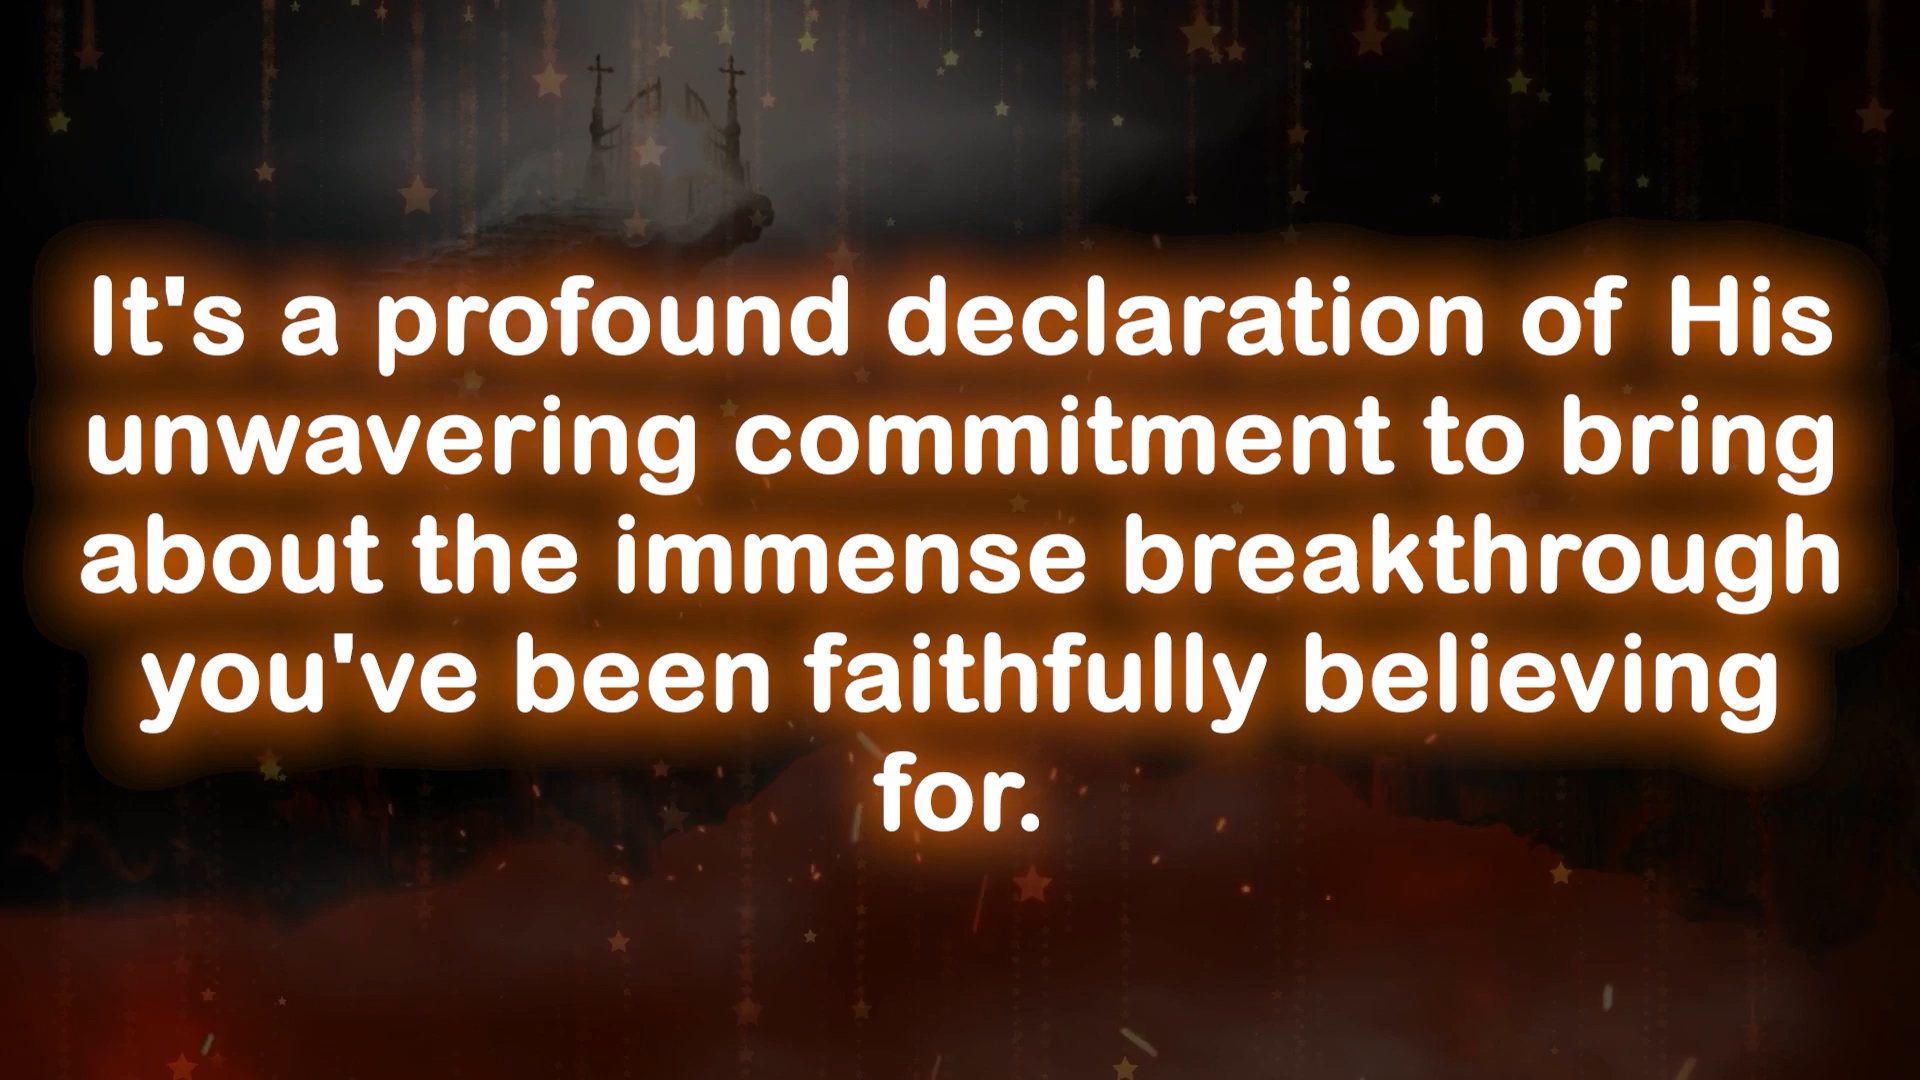 It's a profound declaration of His
unwavering commitment to bring
about the immense breakthrough
you've been faithfully believing
for.